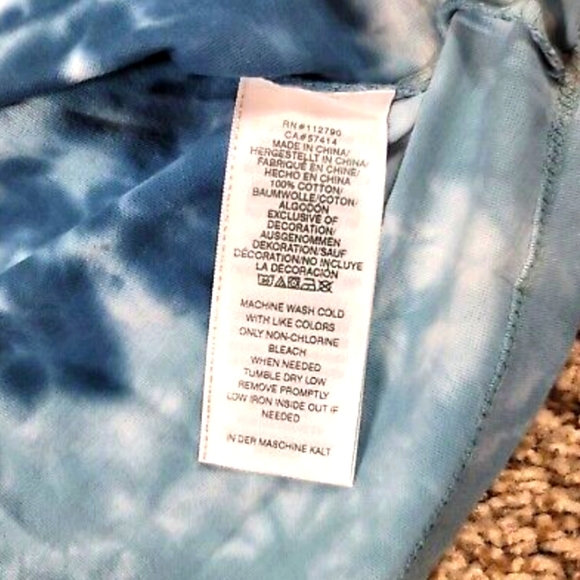 RN#112790
CA#57414
MADE IN CHINA/
HERGESTELLT IN CHINA/
FABRIQUÉ EN CHINE/
HECHO EN CHINA
100% COTTON/
BAUMWOLLE/COTON/
ALGODÓN
EXCLUSIVE OF
DECORATION/
AUSGENOMMEN
DEKORATION/SAUF
DÉCORATION/NO INCLUYE
LA DECORACIÓN
MACHINE WASH COLD
WITH LIKE COLORS
ONLY NON-CHLORINE
BLEACH
WHEN NEEDED
TUMBLE DRY LOW
REMOVE PROMPTLY
LOW IRON INSIDE OUT IF
NEEDED
IN DER MASCHINE KALT